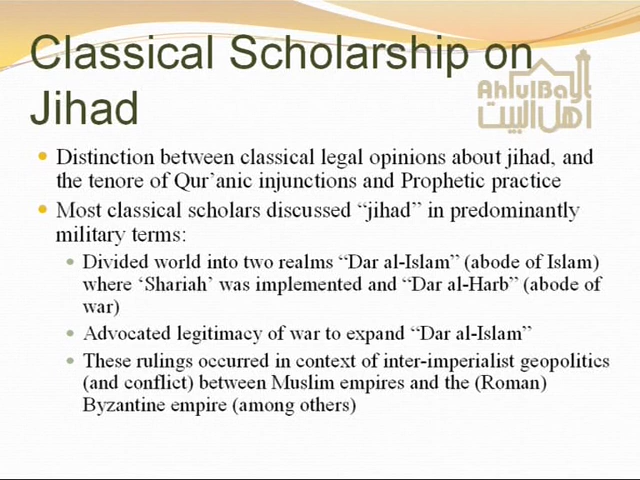 Classical Scholarship on
Jihad
AhlulBayt
أهل البيت
Distinction between classical legal opinions about jihad, and
the tenore of Qur’anic injunctions and Prophetic practice
Most classical scholars discussed “jihad” in predominantly
military terms:
Divided world into two realms “Dar al-Islam” (abode of Islam)
where ‘Shariah’ was implemented and “Dar al-Harb” (abode of
war)
Advocated legitimacy of war to expand “Dar al-Islam”
These rulings occurred in context of inter-imperialist geopolitics
(and conflict) between Muslim empires and the (Roman)
Byzantine empire (among others)